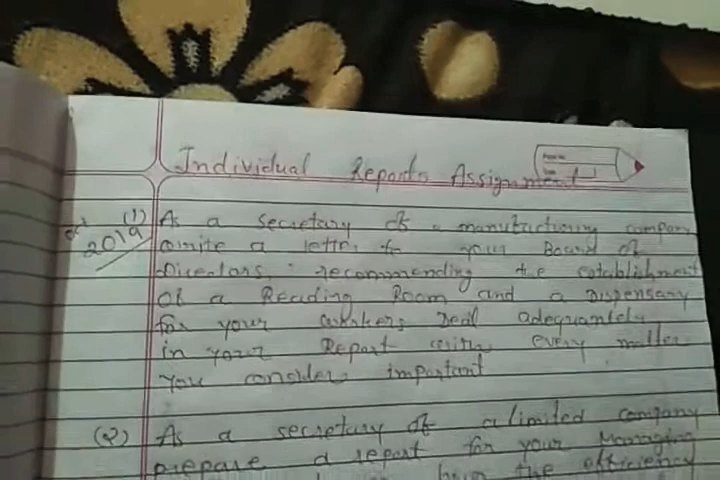 Individual Reports Assignment
2019
(1) As a secretary of a manufacturing company
write a letter to your Board of
Directors, recommending the establishment
of a Reading Room and a Dispensary
for your workers Deal adequantely
in your Report with every matter
you consider important
(2) As a secretary of a limited company
prepare a report for your Managing
the efficiency